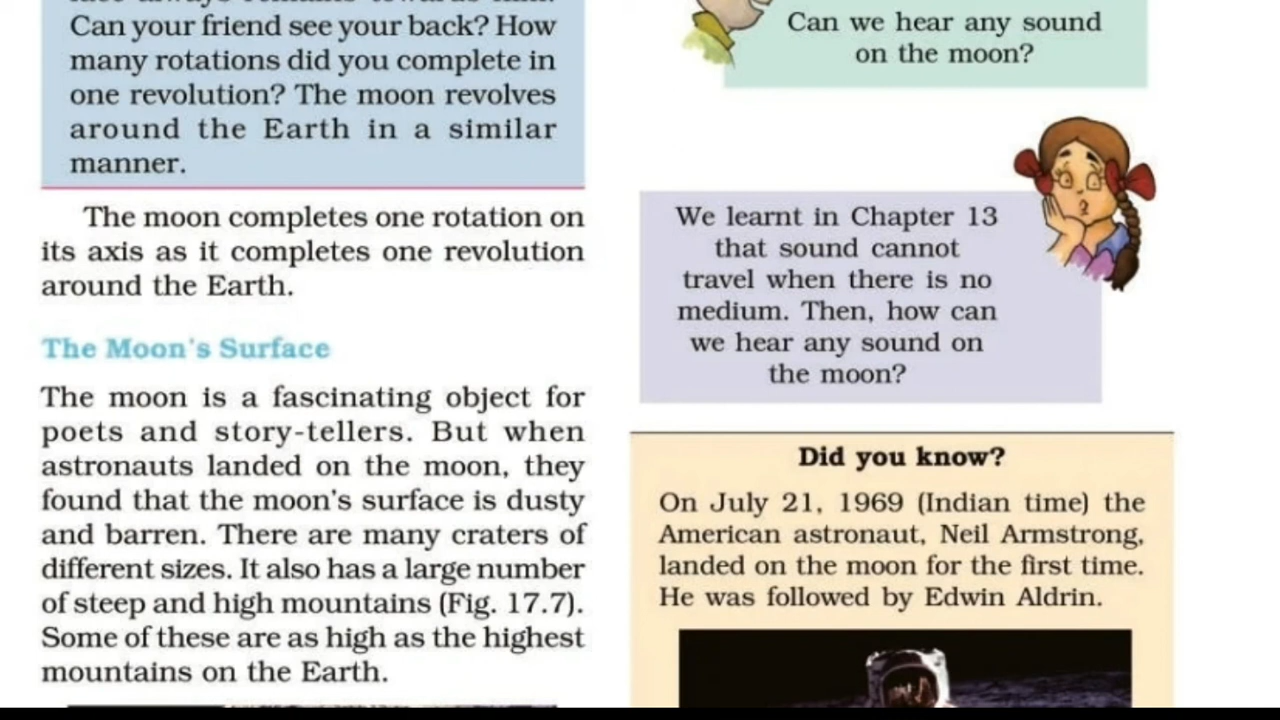 Can your friend see your back? How
many rotations did you complete in
one revolution? The moon revolves
around the Earth in a similar
manner.
The moon completes one rotation on
its axis as it completes one revolution
around the Earth.
The Moon's Surface
The moon is a fascinating object for
poets and story-tellers. But when
astronauts landed on the moon, they
found that the moon's surface is dusty
and barren. There are many craters of
different sizes. It also has a large number
of steep and high mountains (Fig. 17.7).
Some of these are as high as the highest
mountains on the Earth.
Can we hear any sound
on the moon?
We learnt in Chapter 13
that sound cannot
travel when there is no
medium. Then, how can
we hear any sound on
the moon?
Did you know?
On July 21, 1969 (Indian time) the
American astronaut, Neil Armstrong,
landed on the moon for the first time.
He was followed by Edwin Aldrin.